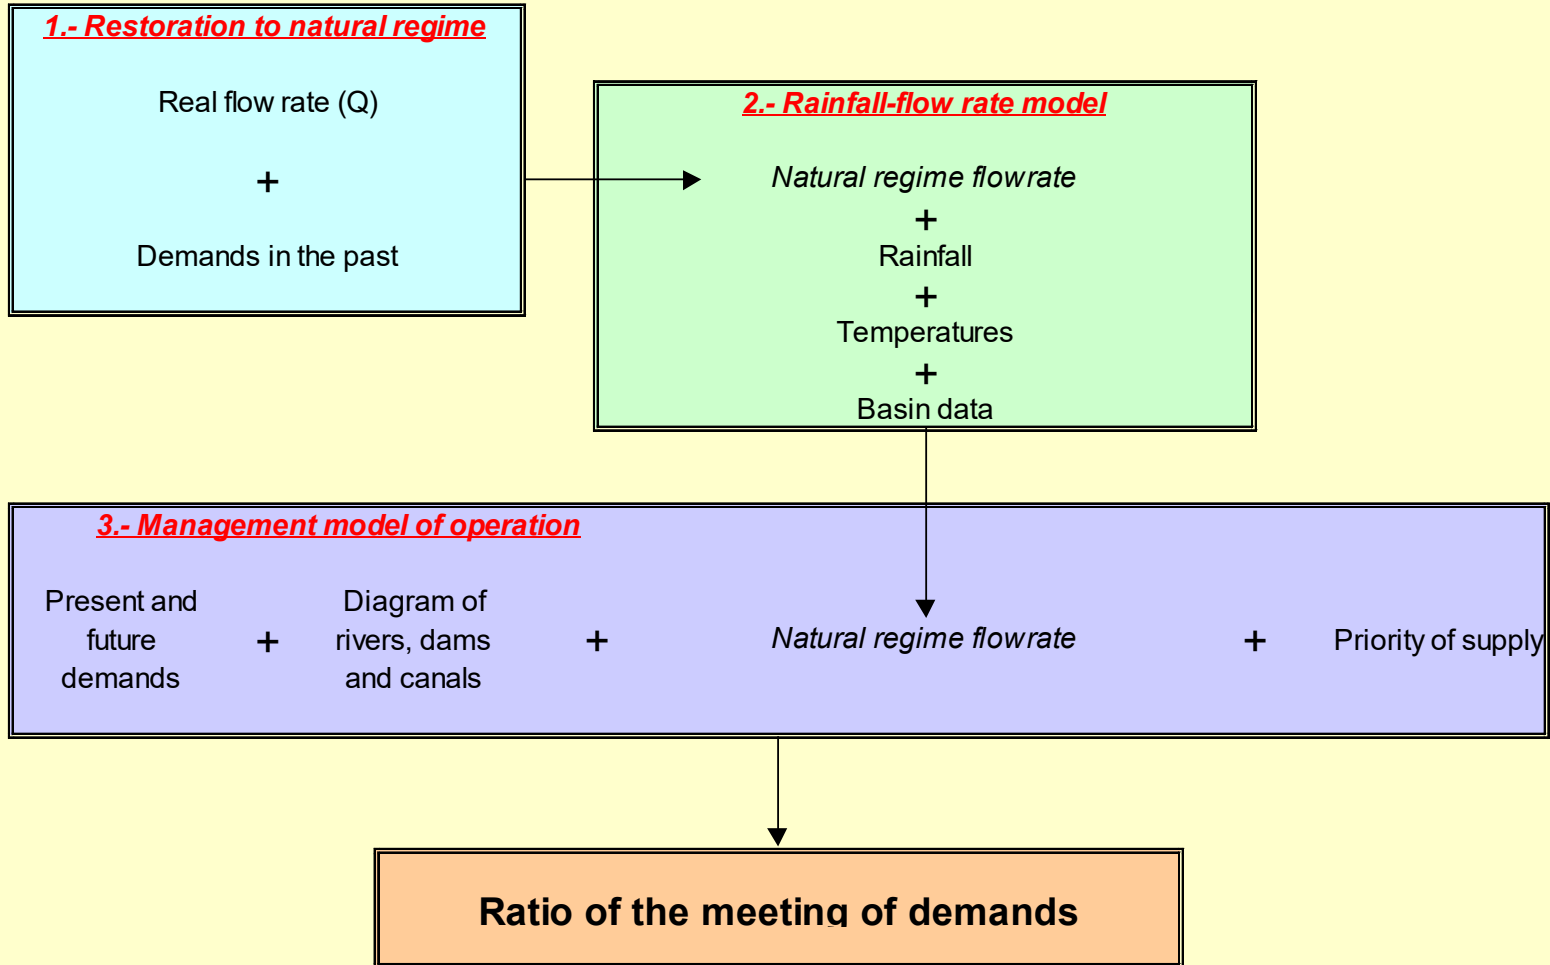 1.- Restoration to natural regime
Real flow rate (Q)
+
Demands in the past
2.- Rainfall-flow rate model
Natural regime flowrate
+
Rainfall
+
Temperatures
+
Basin data
3.- Management model of operation
Present and
future
demands
+
Diagram of
rivers, dams
and canals
+
Natural regime flowrate
+
Priority of supply
Ratio of the meeting of demands